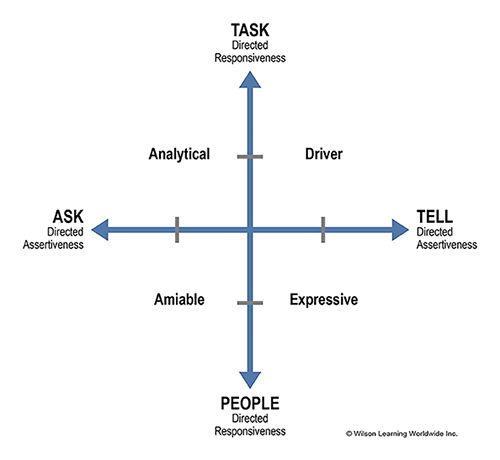 TASK
Directed
Responsiveness
Analytical
Driver
ASK
Directed
Assertiveness
TELL
Directed
Assertiveness
Amiable
Expressive
PEOPLE
Directed
Responsiveness
© Wilson Learning Worldwide Inc.